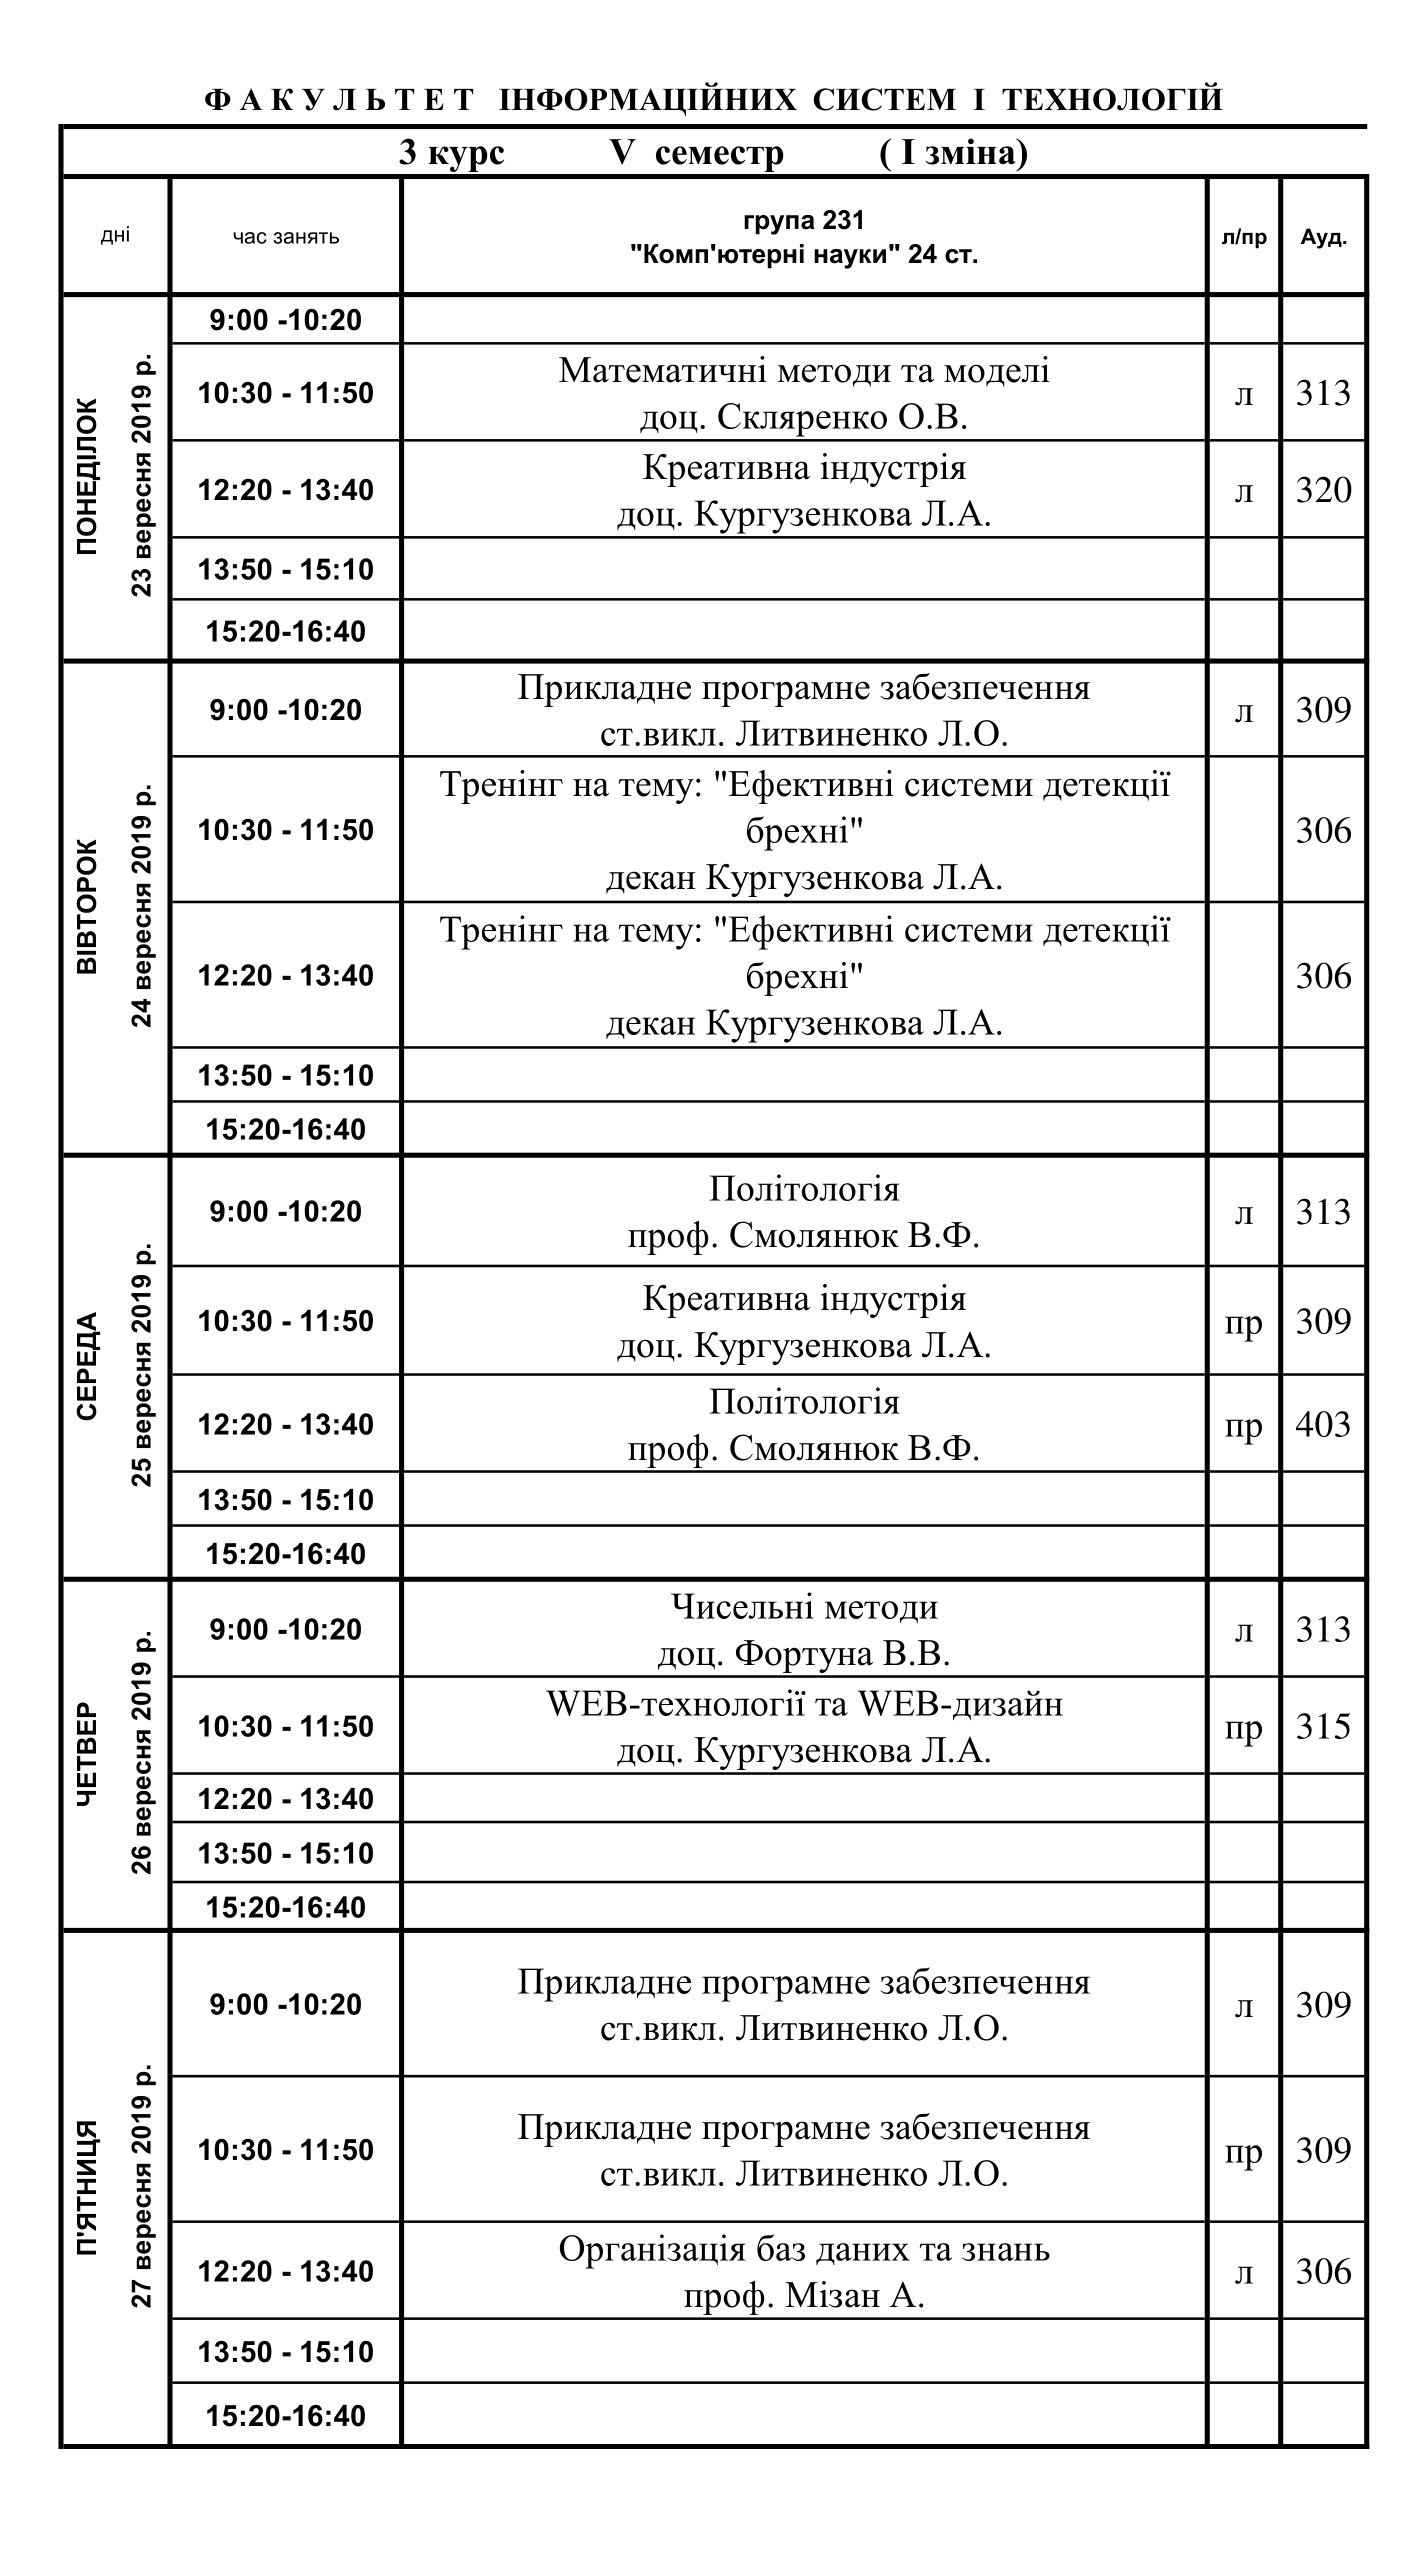 Ф А К У Л Ь Т Е Т ІНФОРМАЦІЙНИХ СИСТЕМ І ТЕХНОЛОГІЙ
3 курс V семестр ( І зміна)
дні
час занять
група 231
"Комп'ютерні науки" 24 ст.
л/пр
Ауд.
ПОНЕДІЛОК
23 вересня 2019 р.
9:00 -10:20
10:30 - 11:50
Математичні методи та моделі
доц. Скляренко О.В.
л
313
12:20 - 13:40
Креативна індустрія
доц. Кургузенкова Л.А.
л
320
13:50 - 15:10
15:20-16:40
ВІВТОРОК
24 вересня 2019 р.
9:00 -10:20
Прикладне програмне забезпечення
ст.викл. Литвиненко Л.О.
л
309
10:30 - 11:50
Тренінг на тему: "Ефективні системи детекції
брехні"
декан Кургузенкова Л.А.
306
12:20 - 13:40
Тренінг на тему: "Ефективні системи детекції
брехні"
декан Кургузенкова Л.А.
306
13:50 - 15:10
15:20-16:40
СЕРЕДА
25 вересня 2019 р.
9:00 -10:20
Політологія
проф. Смолянюк В.Ф.
л
313
10:30 - 11:50
Креативна індустрія
доц. Кургузенкова Л.А.
пр
309
12:20 - 13:40
Політологія
проф. Смолянюк В.Ф.
пр
403
13:50 - 15:10
15:20-16:40
ЧЕТВЕР
26 вересня 2019 р.
9:00 -10:20
Чисельні методи
доц. Фортуна В.В.
л
313
10:30 - 11:50
WEB-технології та WEB-дизайн
доц. Кургузенкова Л.А.
пр
315
12:20 - 13:40
13:50 - 15:10
15:20-16:40
П'ЯТНИЦЯ
27 вересня 2019 р.
9:00 -10:20
Прикладне програмне забезпечення
ст.викл. Литвиненко Л.О.
л
309
10:30 - 11:50
Прикладне програмне забезпечення
ст.викл. Литвиненко Л.О.
пр
309
12:20 - 13:40
Організація баз даних та знань
проф. Мізан А.
л
306
13:50 - 15:10
15:20-16:40